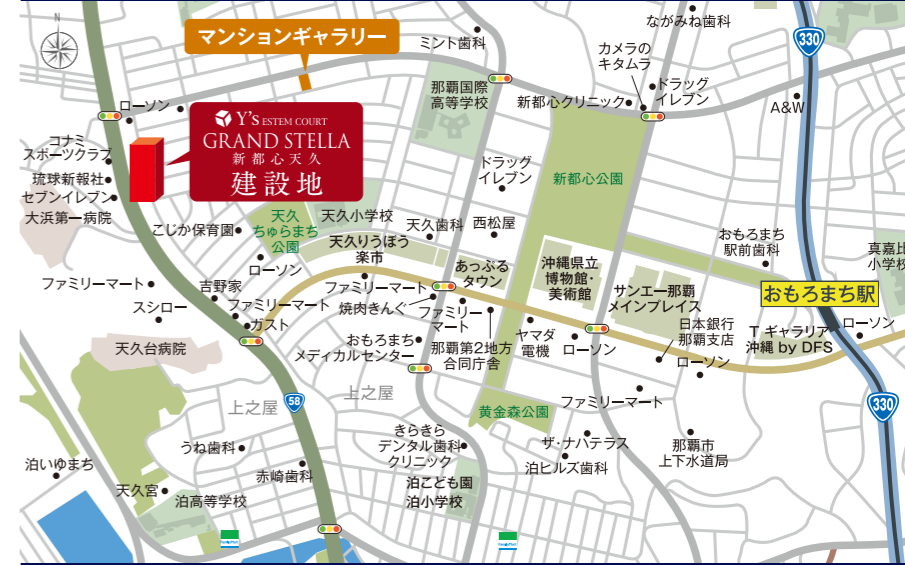 N
マンションギャラリー
ミント歯科
ながみね歯科
カメラの
キタムラ
330
ローソン
那覇国際
高等学校
新都心クリニック
ドラッグ
イレブン
A&W
Y's ESTEM COURT
GRAND STELLA
新都心天久
建設地
コナミ
スポーツクラブ
琉球新報社
セブンイレブン
大浜第一病院
ドラッグ
イレブン
新都心公園
こじか保育園
天久
ちゅらまち
公園
天久小学校
天久りうぼう
楽市
天久歯科
西松屋
おもろまち
駅前歯科
真嘉比
小学校
ローソン
ファミリーマート
吉野家
スシロー
ファミリーマート
ガスト
ファミリーマート
焼肉きんぐ
あっぷる
タウン
ファミリー
マート
沖縄県立
博物館・
美術館
サンエー那覇
メインプレイス
おもろまち駅
天久台病院
おもろまち
メディカルセンター
那覇第2地方
合同庁舎
ヤマダ
電機
ローソン
日本銀行
那覇支店
T ギャラリア
沖縄 by DFS
ローソン
ローソン
上之屋
58
上之屋
黄金森公園
ファミリーマート
330
うね歯科
きらきら
デンタル歯科
クリニック
ザ・ナハテラス
泊ヒルズ歯科
那覇市
上下水道局
泊いゆまち
赤崎歯科
天久宮
泊高等学校
泊こども園
泊小学校
FamilyMart
FamilyMart